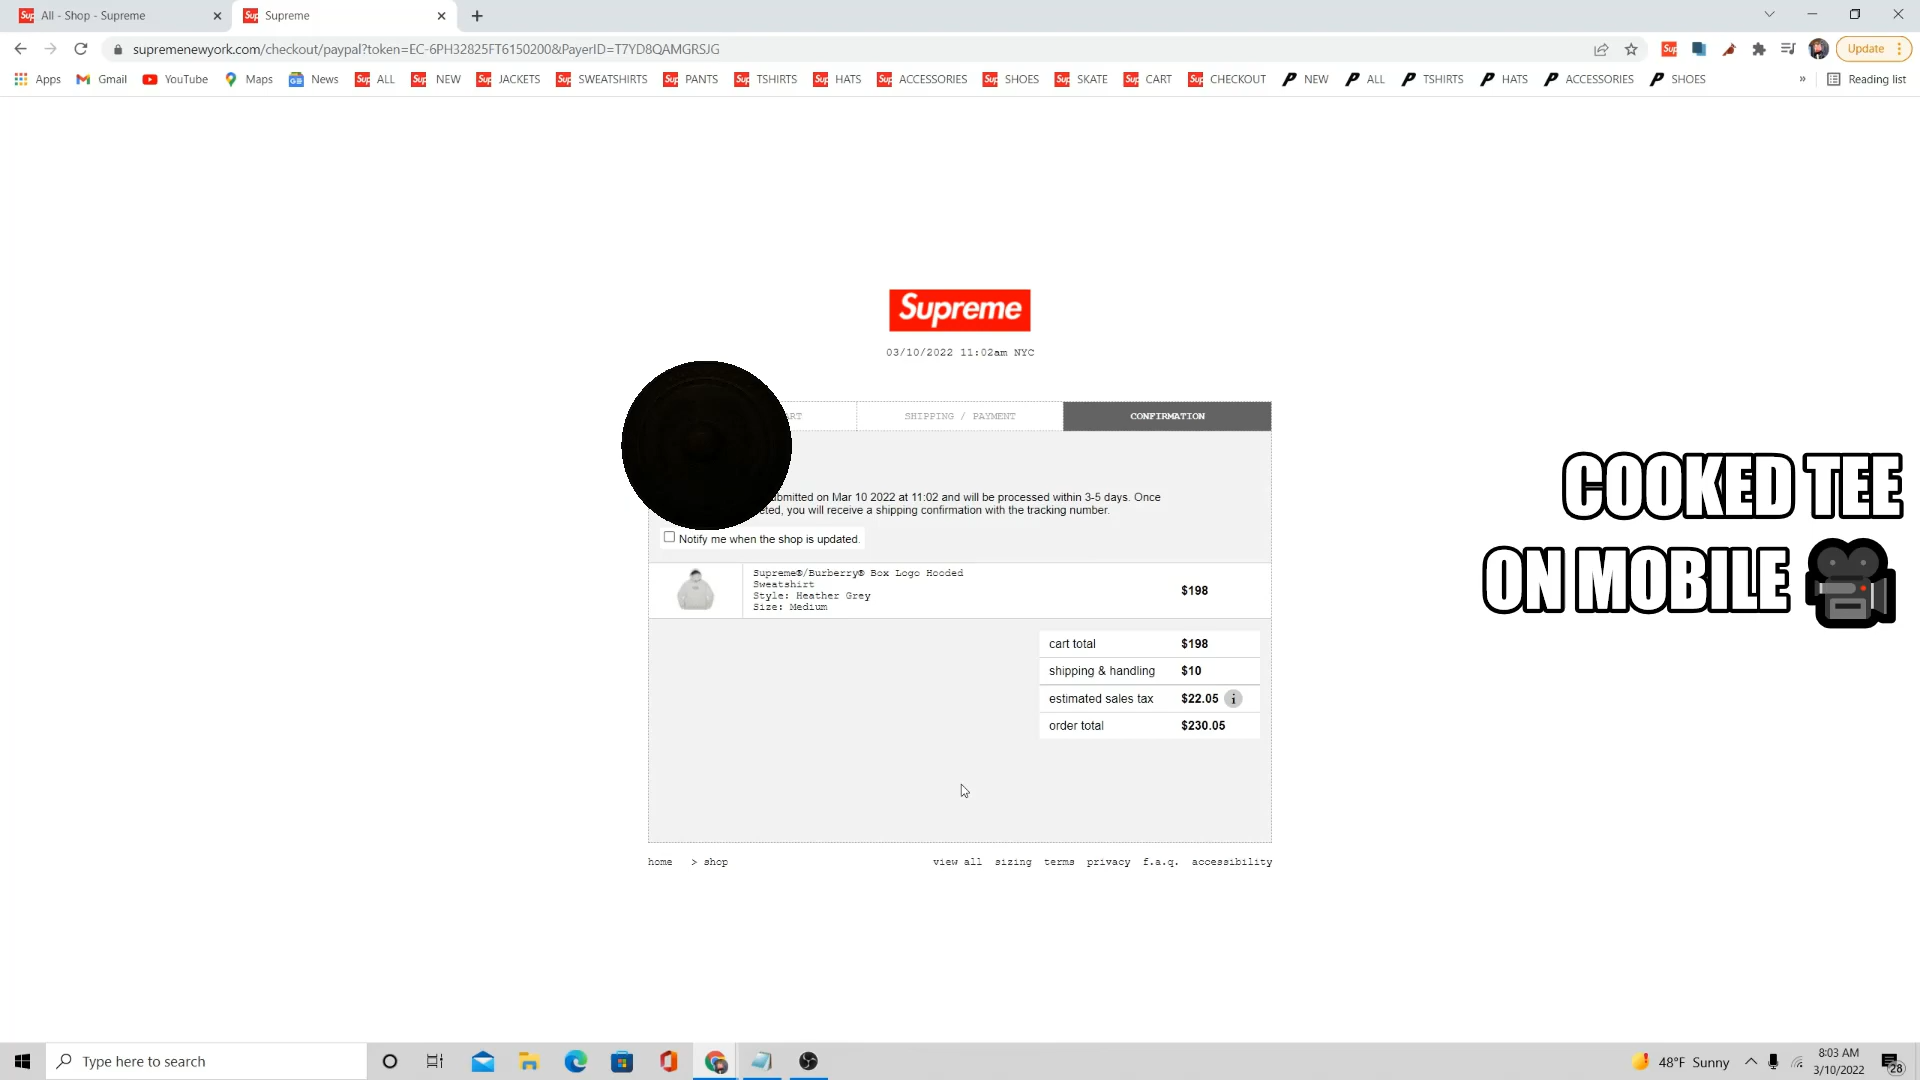 All - Shop - Supreme
Supreme
supremenewyork.com/checkout/paypal?token=EC-6PH32825FT6150200&PayerID=T7YD8QAMGRSJG
Update
Apps Gmail YouTube Maps News ALL NEW JACKETS SWEATSHIRTS PANTS TSHIRTS HATS ACCESSORIES SHOES SKATE CART CHECKOUT NEW ALL TSHIRTS HATS ACCESSORIES SHOES » Reading list
Supreme
03/10/2022 11:02am NYC
SHIPPING / PAYMENT CONFIRMATION
on Mar 10 2022 at 11:02 and will be processed within 3-5 days. Once
you will receive a shipping confirmation with the tracking number.
Notify me when the shop is updated.
Supreme®/Burberry® Box Logo Hooded
Sweatshirt
Style: Heather Grey
Size: Medium
$198
cart total $198
shipping & handling $10
estimated sales tax $22.05 i
order total $230.05
home > shop view all sizing terms privacy f.a.q. accessibility
COOKED TEE
ON MOBILE
Type here to search
48°F Sunny
8:03 AM
3/10/2022
28